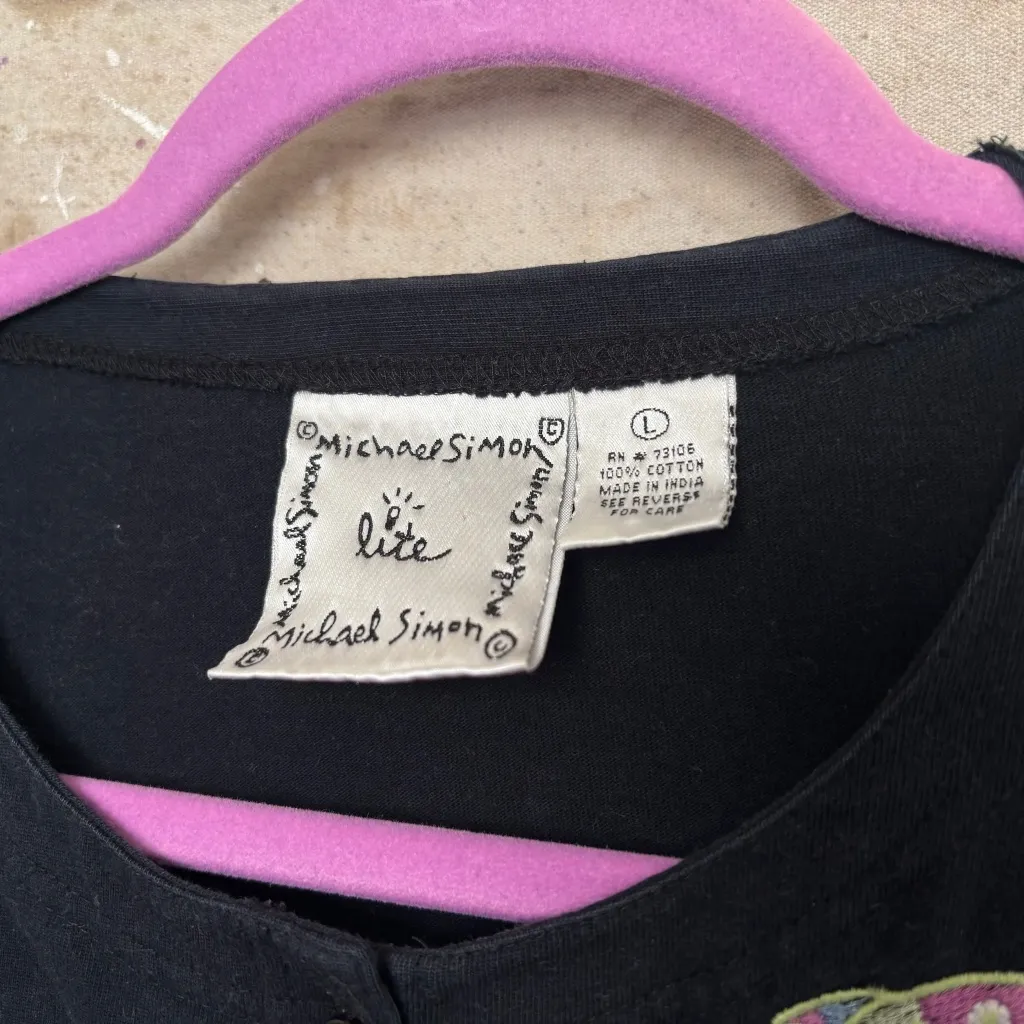 © Michael Simon ©
Michael Simon
lite
Michael Simon
Michael Simon ©
©
L
RN # 73106
100% COTTON
MADE IN INDIA
SEE REVERSE
FOR CARE